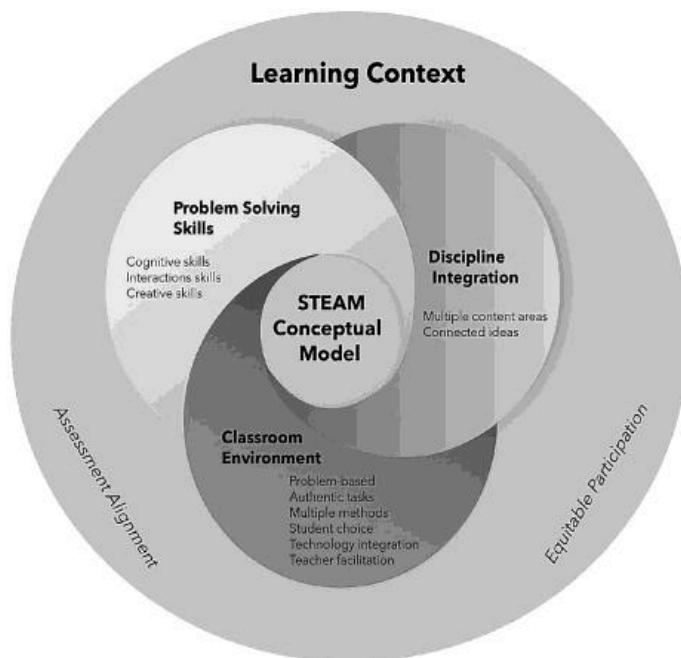 Learning Context
Problem Solving
Skills
Cognitive skills
Interactions skills
Creative skills
Discipline
Integration
Multiple content areas
Connected ideas
STEAM
Conceptual
Model
Classroom
Environment
Problem-based
Authentic tasks
Multiple methods
Student choice
Technology integration
Teacher facilitation
Assessment Alignment
Equitable Participation